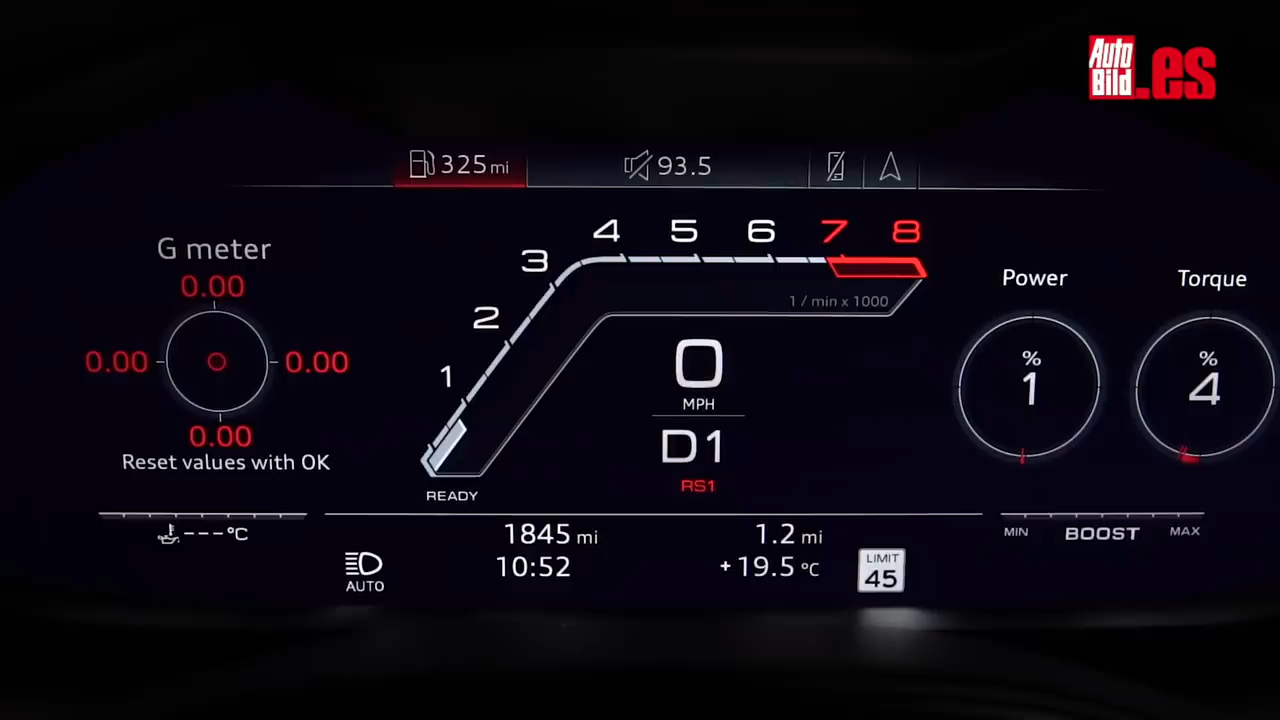 Auto
Bild.es
325 mi
93.5
G meter
0.00
0.00
0.00
0.00
Reset values with OK
---°C
1
2
3
4
5
6
7
8
1 / min x 1000
READY
0
MPH
D1
RS1
Power
%
1
Torque
%
4
MIN
BOOST
MAX
AUTO
1845 mi
1.2 mi
10:52
+19.5 °C
LIMIT
45